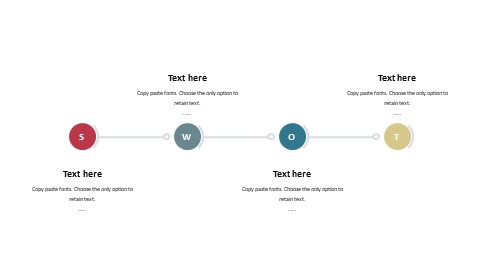 Text here
Copy paste fonts. Choose the only option to
retain text.
......
Text here
Copy paste fonts. Choose the only option to
retain text.
......
S
W
O
T
Text here
Copy paste fonts. Choose the only option to
retain text.
......
Text here
Copy paste fonts. Choose the only option to
retain text.
......